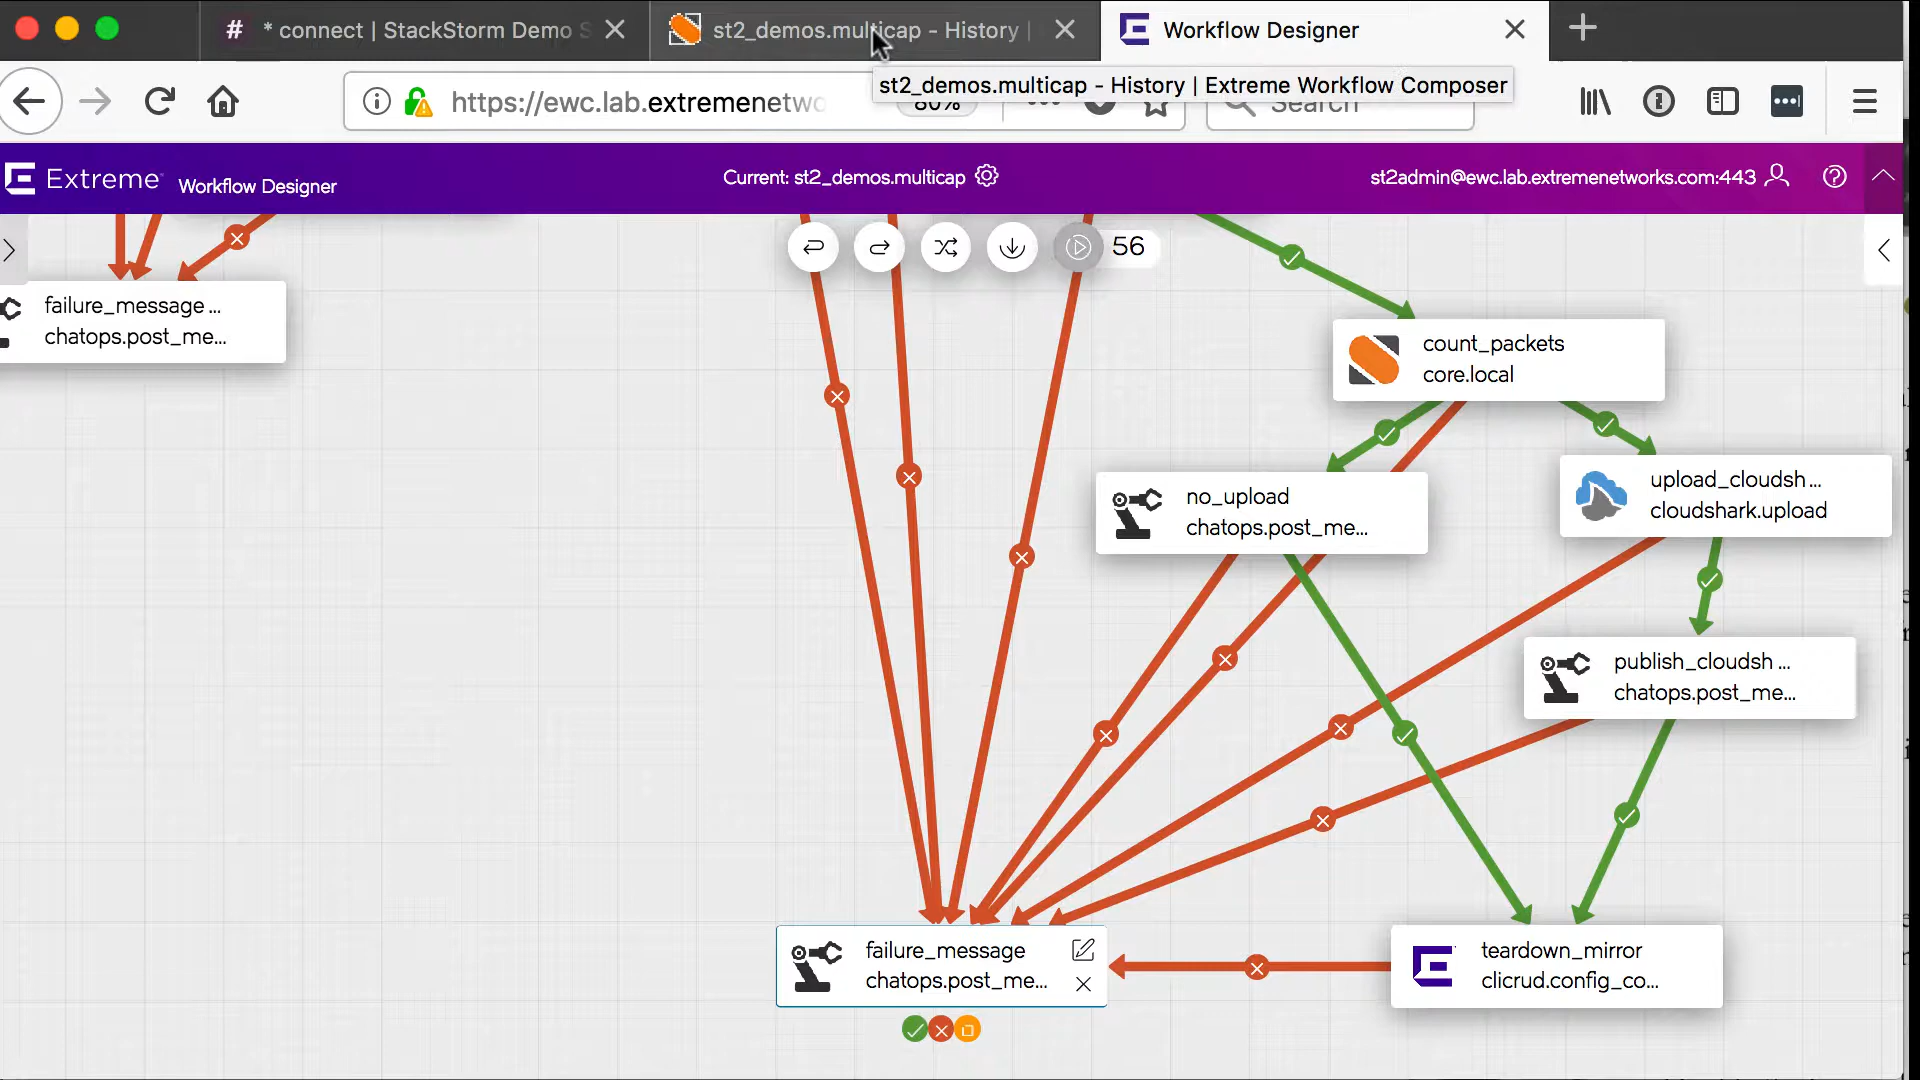 # * connect | StackStorm Demo S
st2_demos.multicap - History |
Workflow Designer
st2_demos.multicap - History | Extreme Workflow Composer
https://ewc.lab.extremenetwo
80%
Search
Extreme Workflow Designer
Current: st2_demos.multicap
st2admin@ewc.lab.extremenetworks.com:443
56
failure_message ...
chatops.post_me...
count_packets
core.local
no_upload
chatops.post_me...
upload_cloudsh ...
cloudshark.upload
publish_cloudsh ...
chatops.post_me...
failure_message
chatops.post_me...
teardown_mirror
clicrud.config_co...